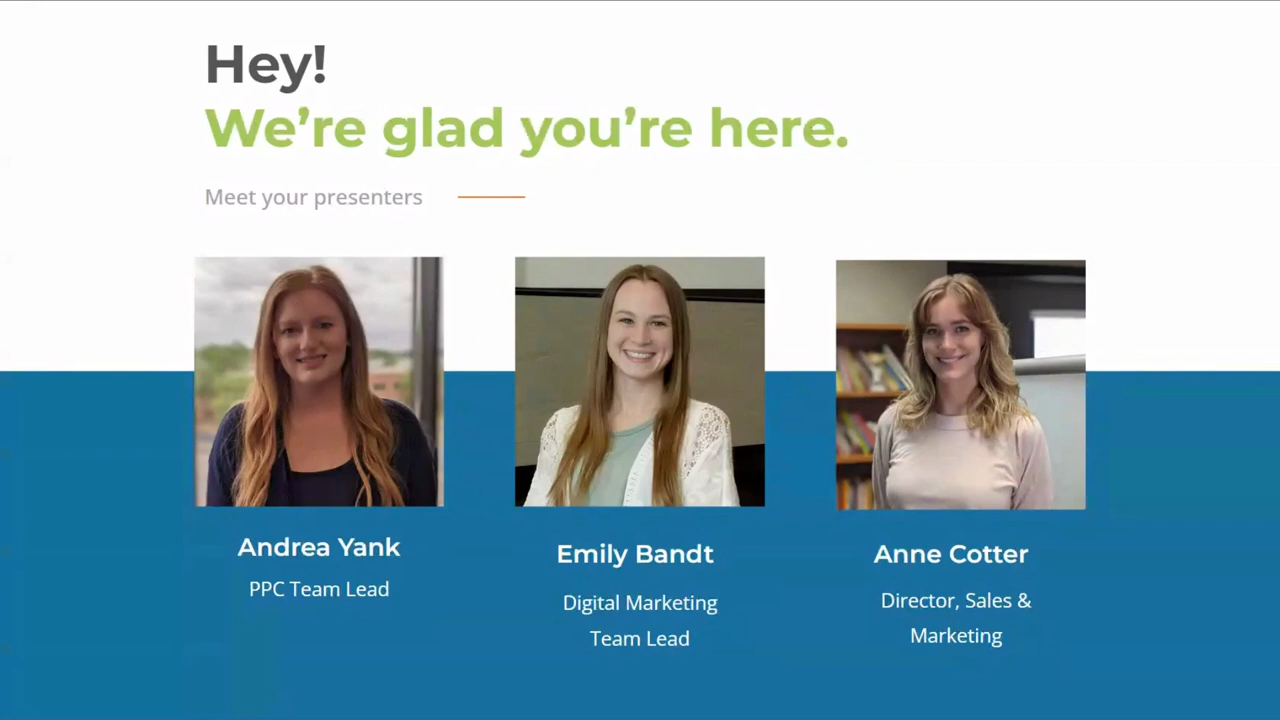 Hey!
We’re glad you’re here.
Meet your presenters
Andrea Yank
PPC Team Lead
Emily Bandt
Digital Marketing
Team Lead
Anne Cotter
Director, Sales &
Marketing